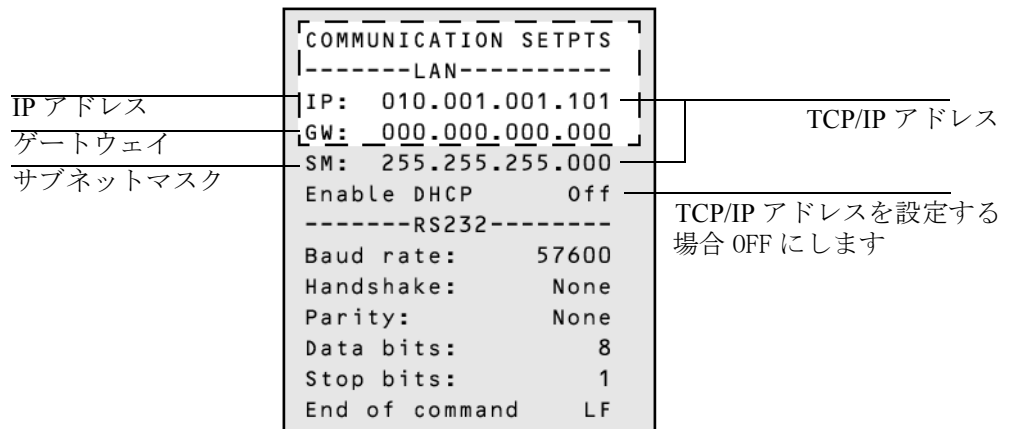 COMMUNICATION SETPTS
-------LAN----------
IP: 010.001.001.101
GW: 000.000.000.000
SM: 255.255.255.000
Enable DHCP Off
-------RS232--------
Baud rate: 57600
Handshake: None
Parity: None
Data bits: 8
Stop bits: 1
End of command LF
IP アドレス
ゲートウェイ
サブネットマスク
TCP/IP アドレス
TCP/IP アドレスを設定する
場合 OFF にします